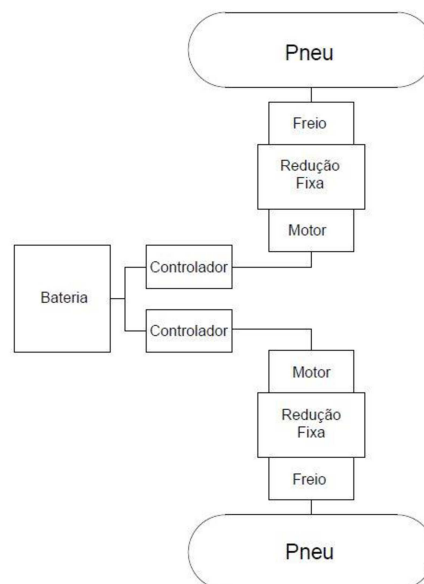 Pneu
Freio
Redução
Fixa
Motor
Controlador
Bateria
Controlador
Motor
Redução
Fixa
Freio
Pneu